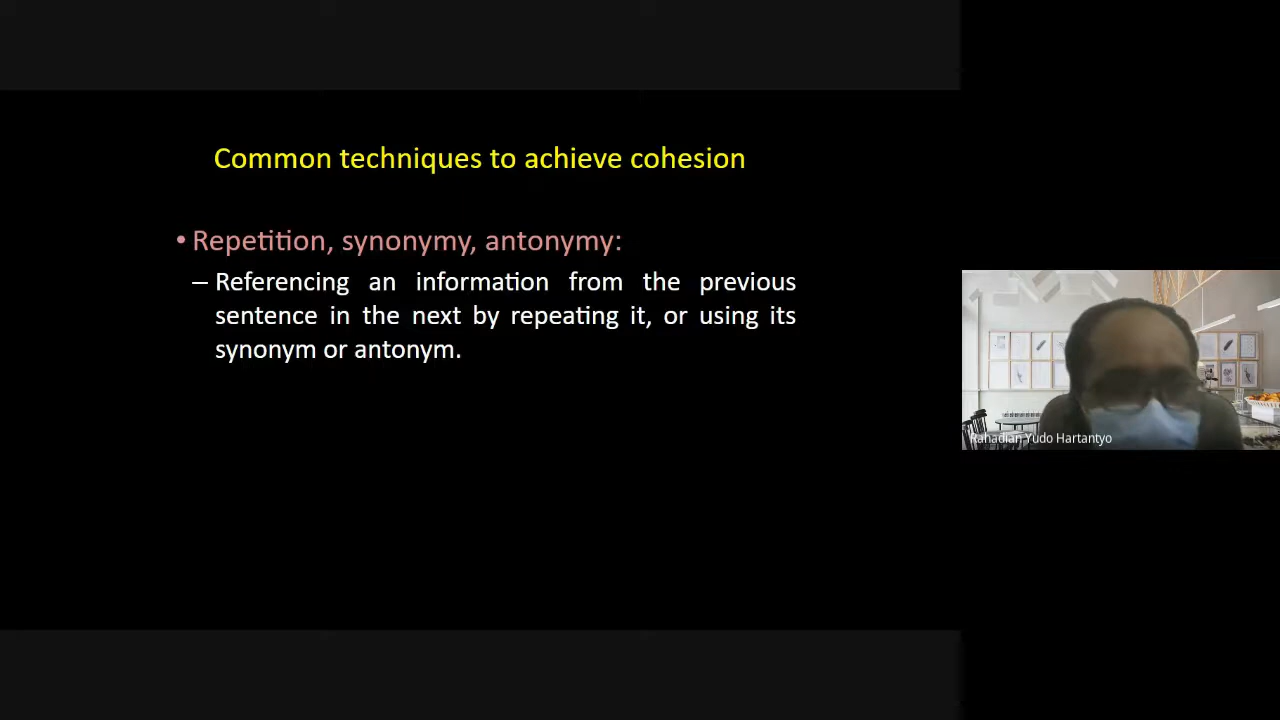 Common techniques to achieve cohesion
• Repetition, synonymy, antonymy:
– Referencing an information from the previous
sentence in the next by repeating it, or using its
synonym or antonym.
Rahadian Yudo Hartantyo